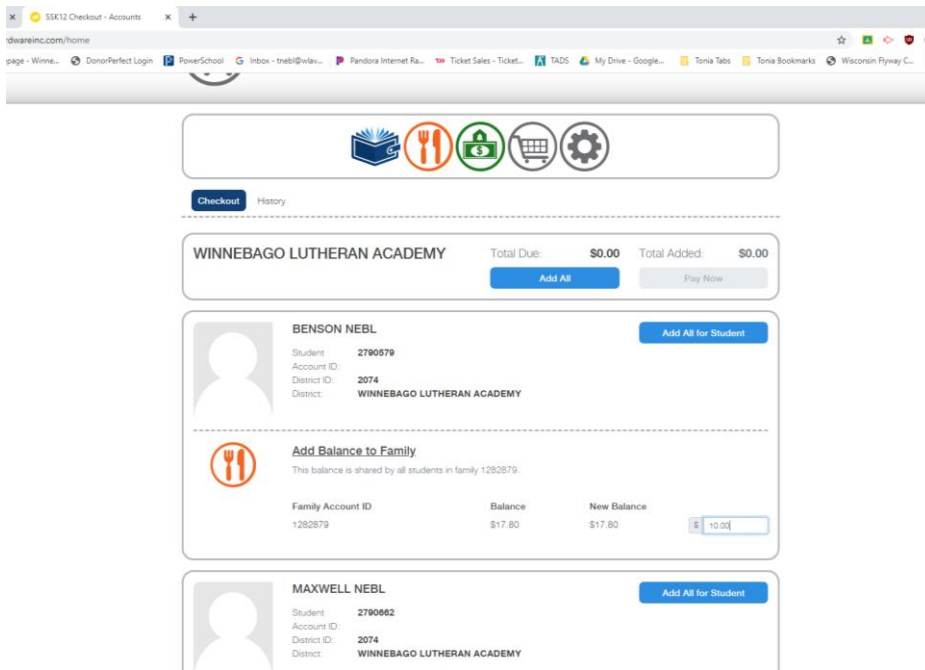 SSK12 Checkout - Accounts
rdwareinc.com/home
page - Winne... DonorPerfect Login PowerSchool Inbox - tnebl@wlav... Pandora Internet Ra... Ticket Sales - Ticket... TADS My Drive - Google... Tonia Tabs Tonia Bookmarks Wisconsin Flyway C...
Checkout History
WINNEBAGO LUTHERAN ACADEMY Total Due: $0.00 Total Added: $0.00
Add All Pay Now
BENSON NEBL Add All for Student
Student 2790579
Account ID:
District ID: 2074
District: WINNEBAGO LUTHERAN ACADEMY
Add Balance to Family
This balance is shared by all students in family 1282879.
Family Account ID Balance New Balance
1282879 $17.80 $17.80 $ 10.00
MAXWELL NEBL Add All for Student
Student 2790662
Account ID:
District ID: 2074
District: WINNEBAGO LUTHERAN ACADEMY